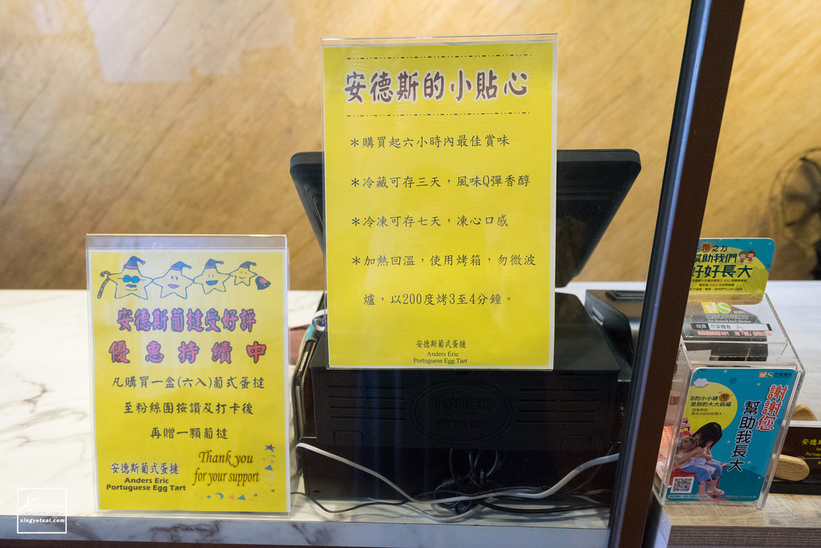 安德斯的小貼心
＊購買起六小時內最佳賞味
＊冷藏可存三天，風味Q彈香醇
＊冷凍可存七天，凍心口感
＊加熱回溫，使用烤箱，勿微波
爐，以200度烤3至4分鐘。
安德斯葡式蛋撻
Anders Eric
Portuguese Egg Tart
安德斯葡撻受好評
優惠持續中
凡購買一盒(六入)葡式蛋撻
至粉絲團按讚及打卡後
再贈一顆葡撻
Thank you
for your support
安德斯葡式蛋撻
Anders Eric
Portuguese Egg Tart
幫助我們
好好長大
謝謝您
幫助我長大
xingyotsai.com